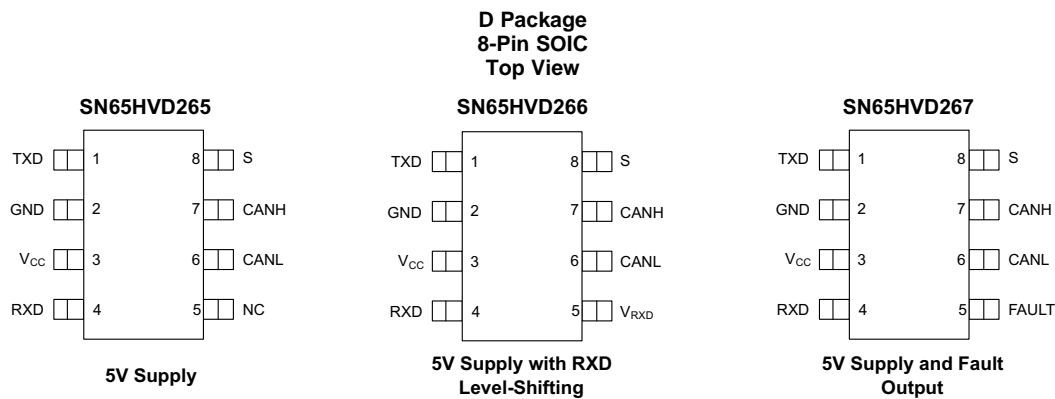 D Package
8-Pin SOIC
Top View
SN65HVD265
TXD 1 8 S
GND 2 7 CANH
VCC 3 6 CANL
RXD 4 5 NC
5V Supply
SN65HVD266
TXD 1 8 S
GND 2 7 CANH
VCC 3 6 CANL
RXD 4 5 VRXD
5V Supply with RXD
Level-Shifting
SN65HVD267
TXD 1 8 S
GND 2 7 CANH
VCC 3 6 CANL
RXD 4 5 FAULT
5V Supply and Fault
Output